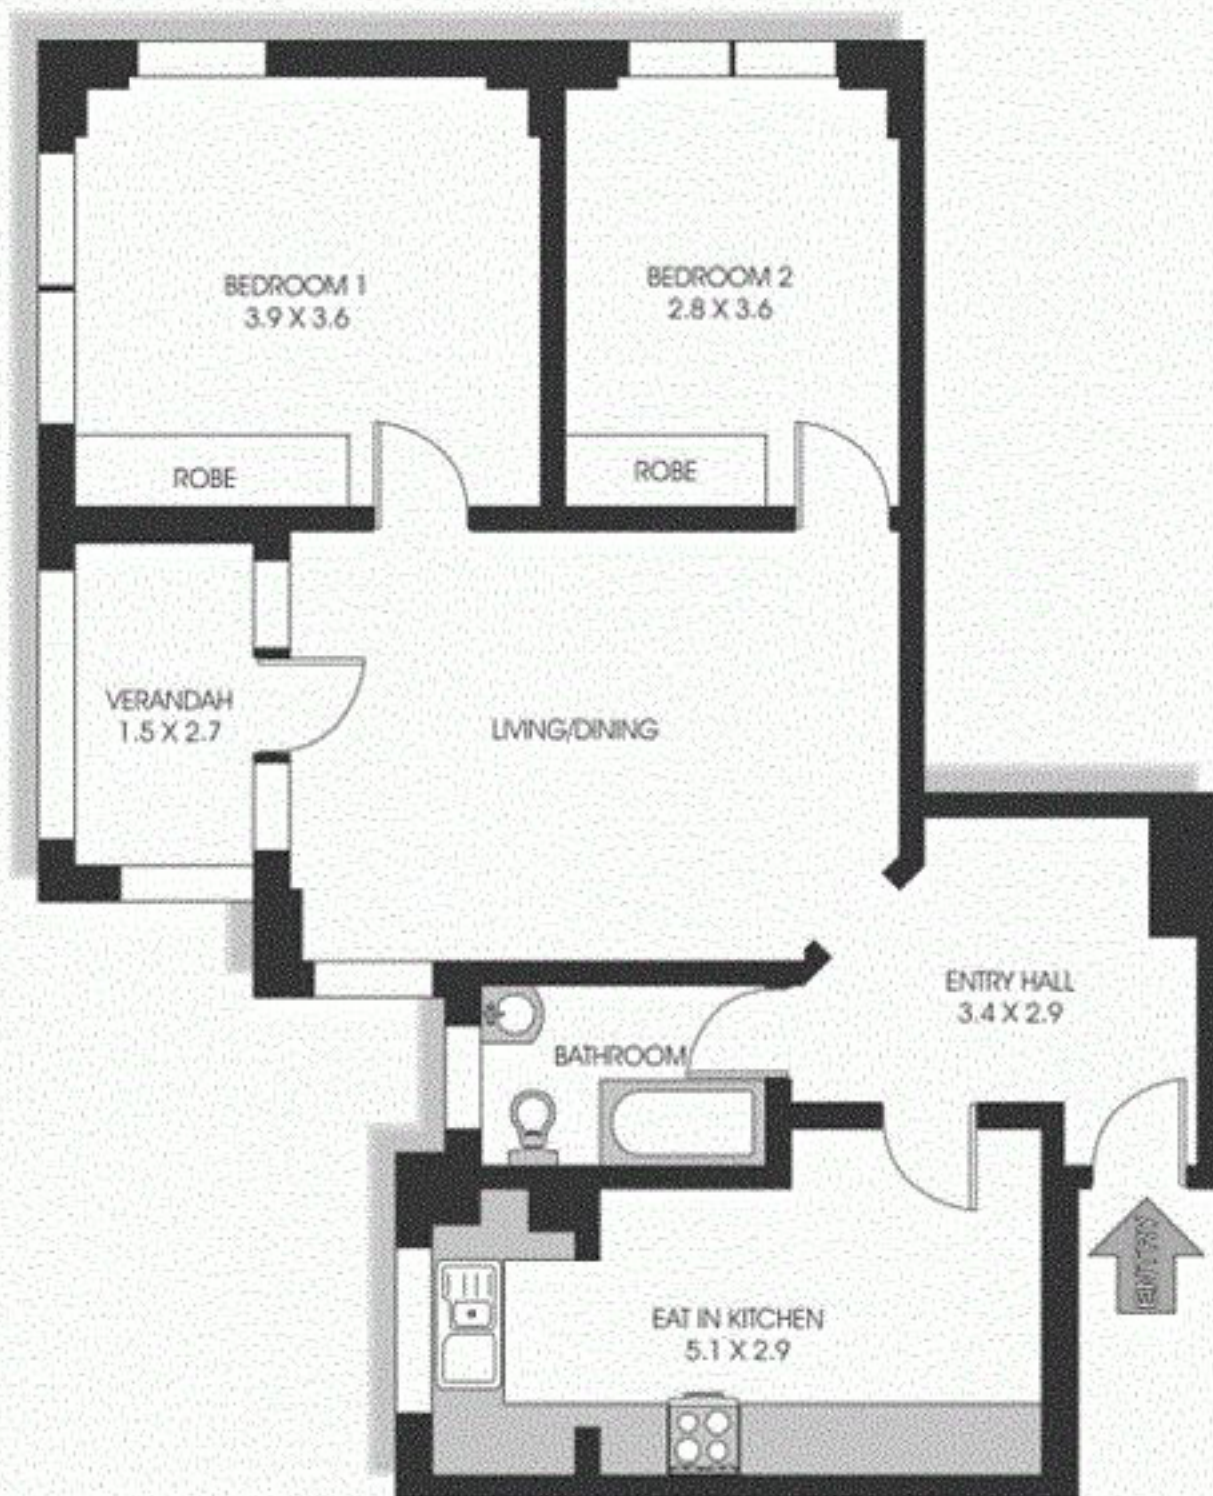 BEDROOM 1
3.9 X 3.6
BEDROOM 2
2.8 X 3.6
ROBE
ROBE
VERANDAH
1.5 X 2.7
LIVING/DINING
ENTRY HALL
3.4 X 2.9
BATHROOM
ENTRY
EAT IN KITCHEN
5.1 X 2.9